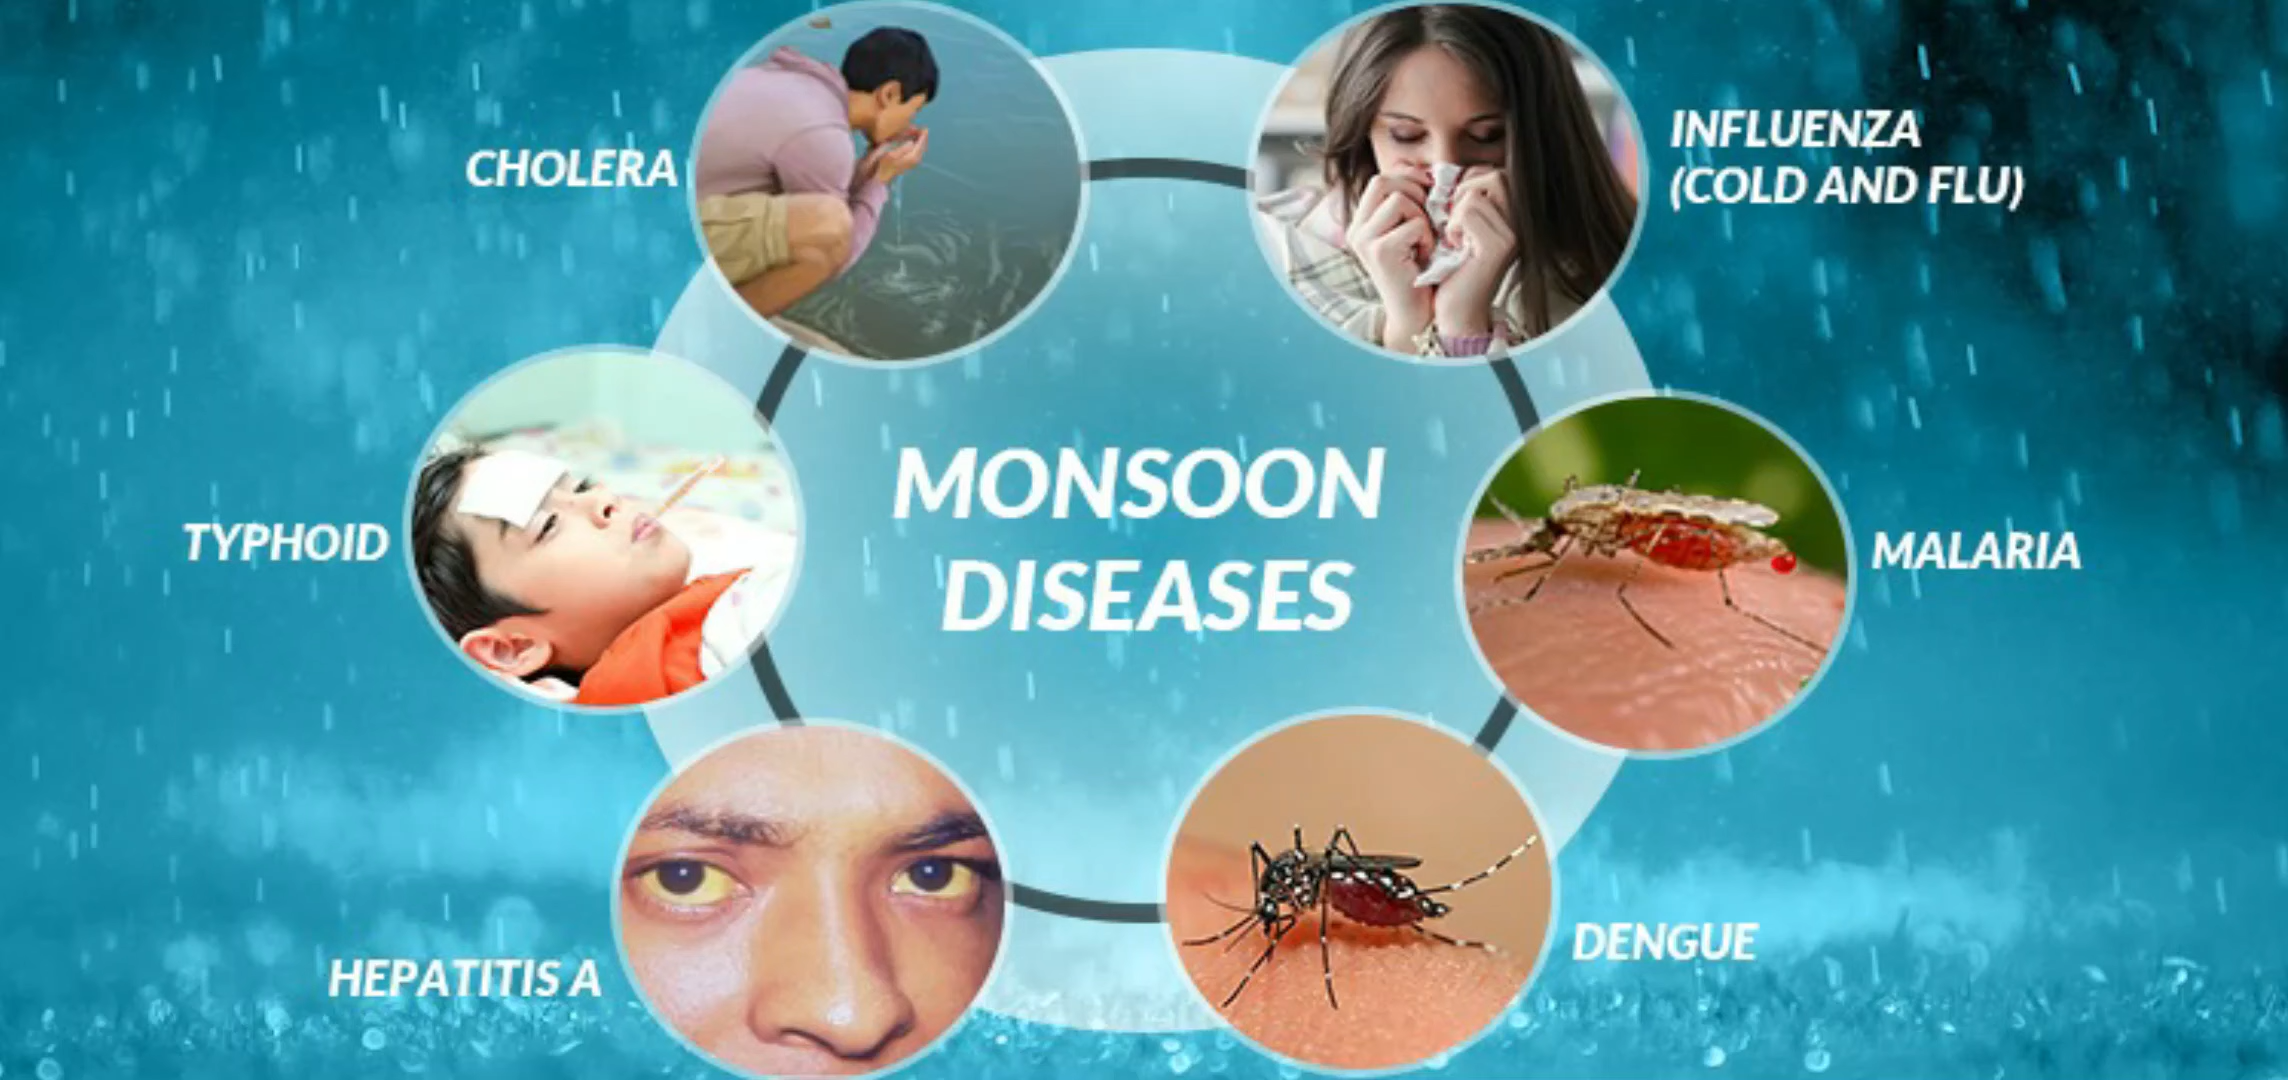 CHOLERA
INFLUENZA
(COLD AND FLU)
TYPHOID
MONSOON
DISEASES
MALARIA
HEPATITIS A
DENGUE